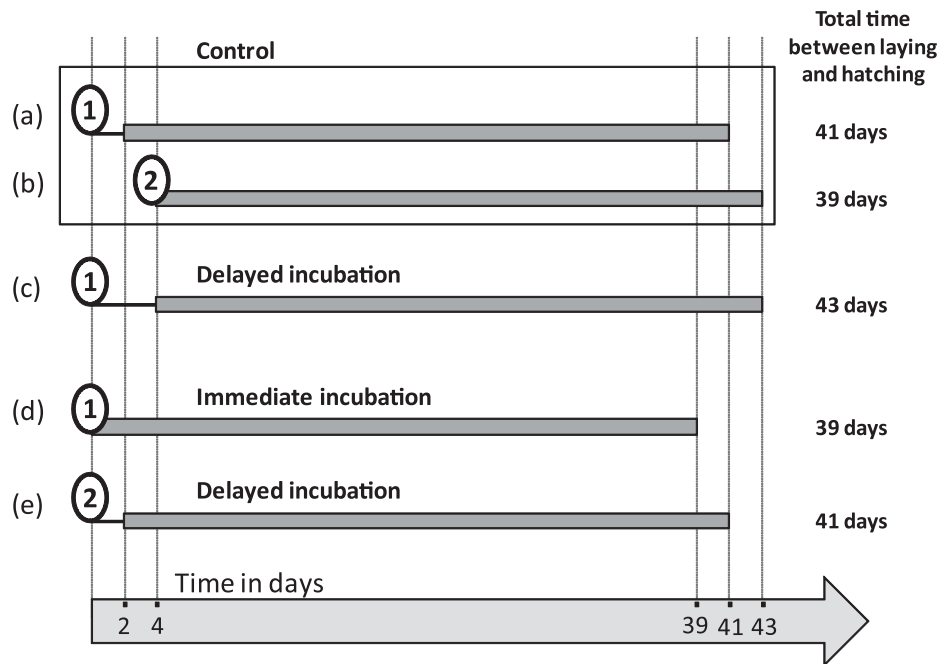 Total time
between laying
and hatching
Control
(a)
1
41 days
(b)
2
39 days
(c)
1
Delayed incubation
43 days
(d)
1
Immediate incubation
39 days
(e)
2
Delayed incubation
41 days
Time in days
2 4 39 41 43